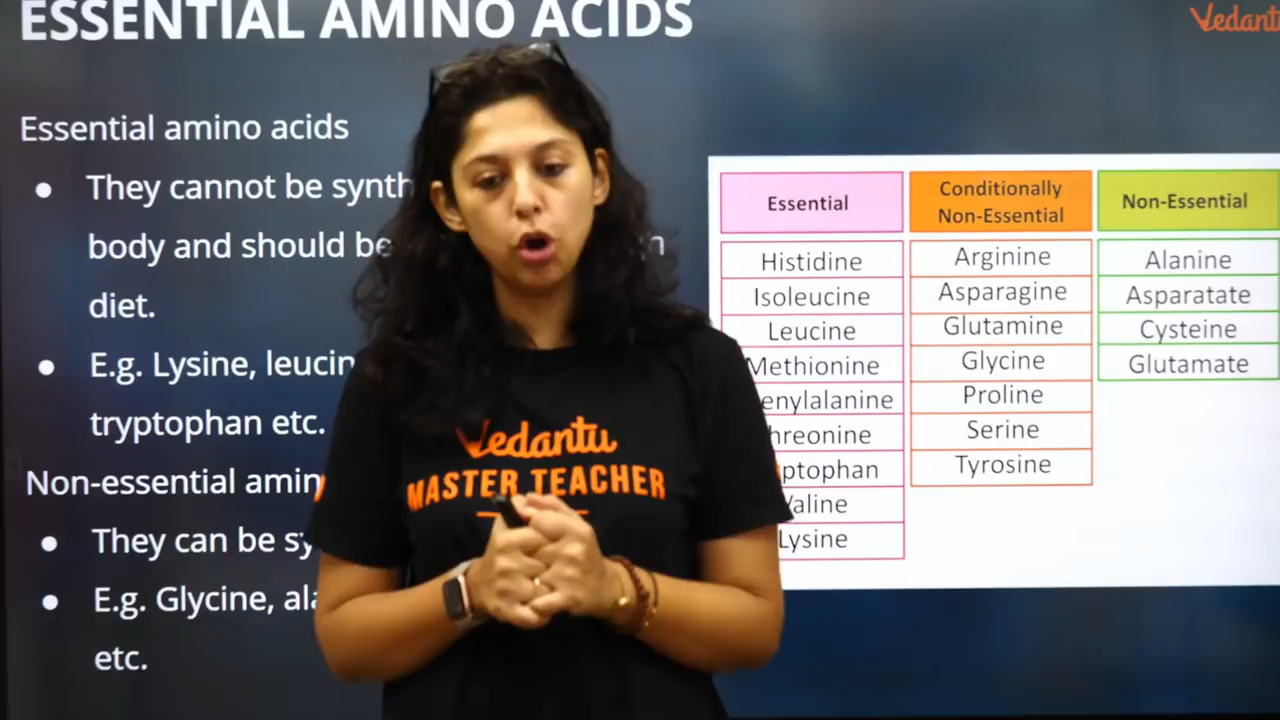 ESSENTIAL AMINO ACIDS
Vedant
Essential amino acids
They cannot be synth
body and should be
diet.
E.g. Lysine, leucin
tryptophan etc.
Non-essential amin
They can be sy
E.g. Glycine, ala
etc.
Essential
Histidine
Isoleucine
Leucine
Methionine
enylalanine
hreonine
ptophan
Valine
Lysine
Conditionally
Non-Essential
Arginine
Asparagine
Glutamine
Glycine
Proline
Serine
Tyrosine
Non-Essential
Alanine
Asparatate
Cysteine
Glutamate
Vedantu
MASTER TEACHER